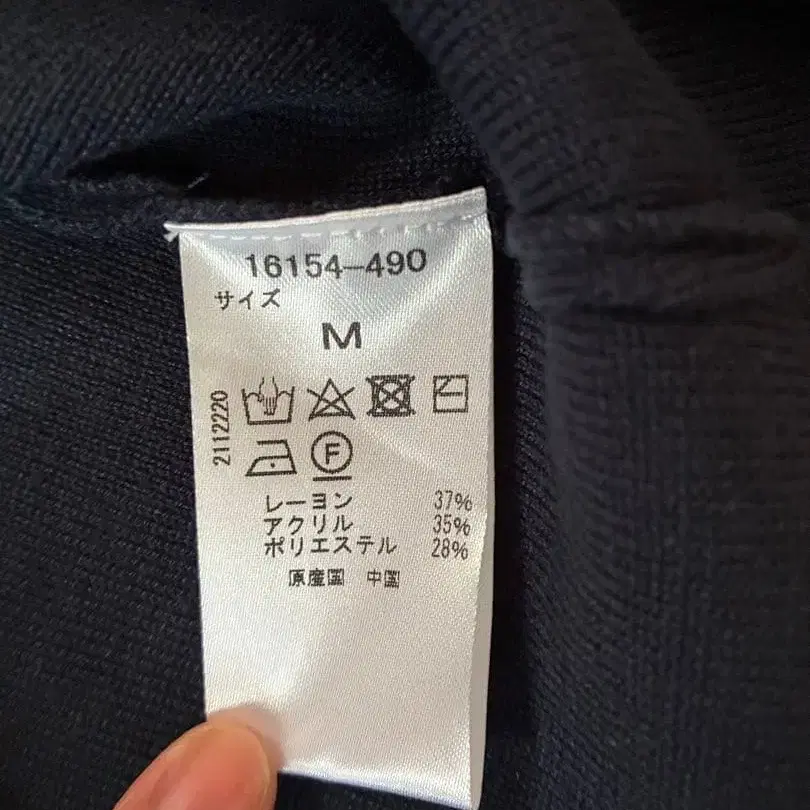 16154-490
サイズ
M
2112220
F
レーヨン 37%
アクリル 35%
ポリエステル 28%
原産国 中国